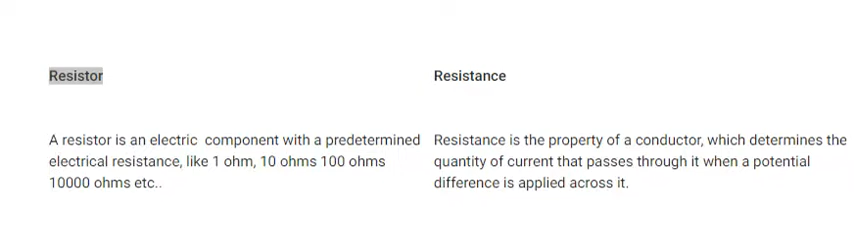 Resistor
Resistance
A resistor is an electric  component with a predetermined
electrical resistance, like 1 ohm, 10 ohms 100 ohms
10000 ohms etc..
Resistance is the property of a conductor, which determines the
quantity of current that passes through it when a potential
difference is applied across it.